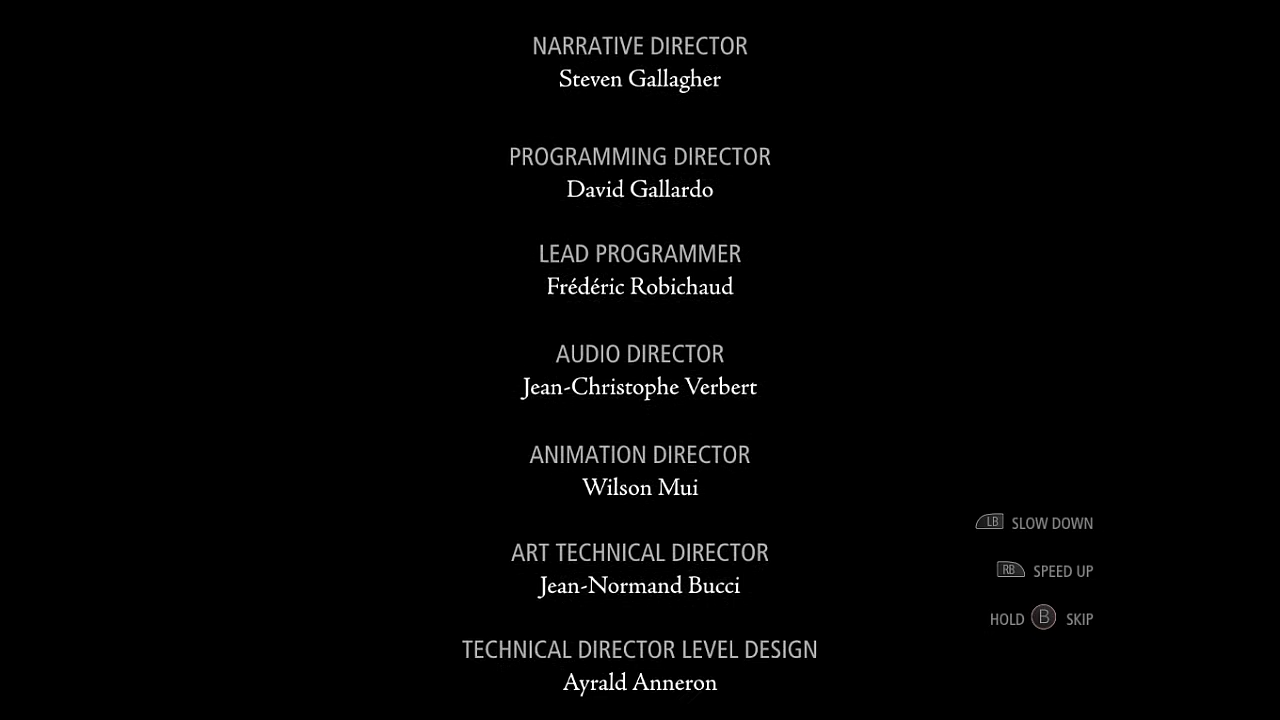 NARRATIVE DIRECTOR
Steven Gallagher
PROGRAMMING DIRECTOR
David Gallardo
LEAD PROGRAMMER
Frédéric Robichaud
AUDIO DIRECTOR
Jean-Christophe Verbert
ANIMATION DIRECTOR
Wilson Mui
ART TECHNICAL DIRECTOR
Jean-Normand Bucci
TECHNICAL DIRECTOR LEVEL DESIGN
Ayrald Anneron
LB SLOW DOWN
RB SPEED UP
HOLD B SKIP